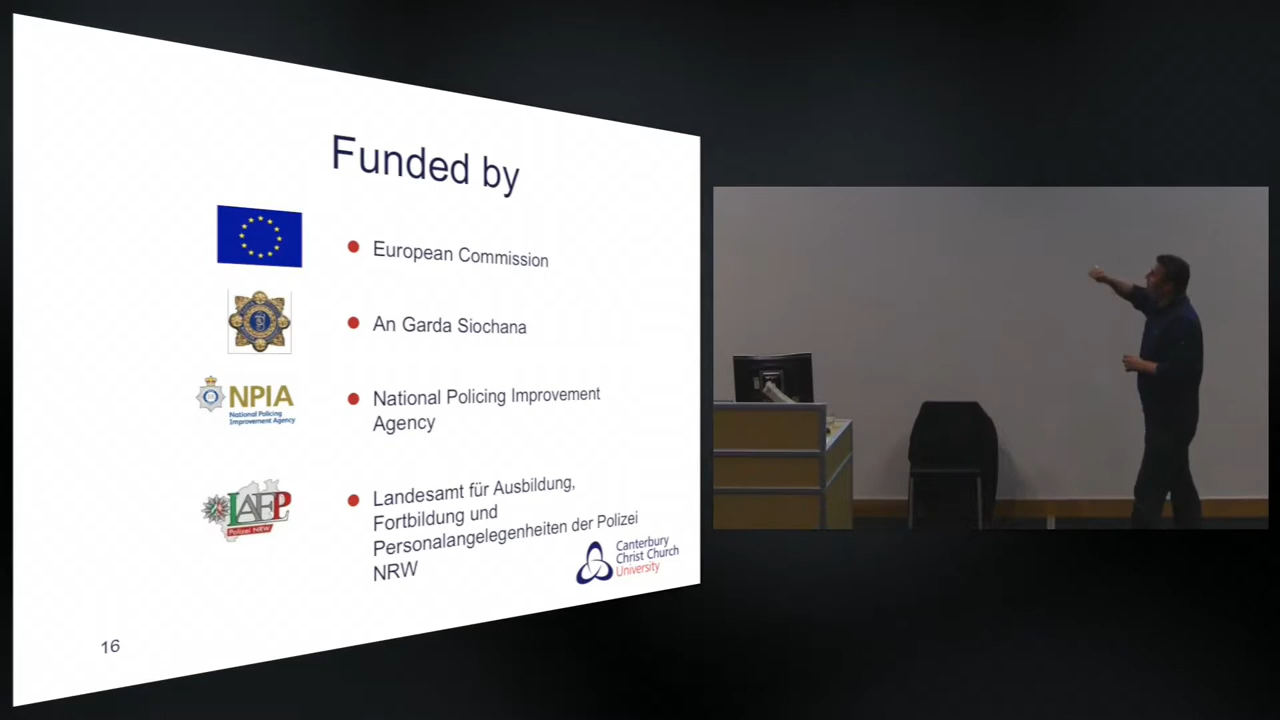 Funded by
European Commission
An Garda Siochana
NPIA
National Policing
Improvement Agency
National Policing Improvement
Agency
LAFP
Polizei NRW
Landesamt für Ausbildung,
Fortbildung und
Personalangelegenheiten der Polizei
NRW
Canterbury
Christ Church
University
16